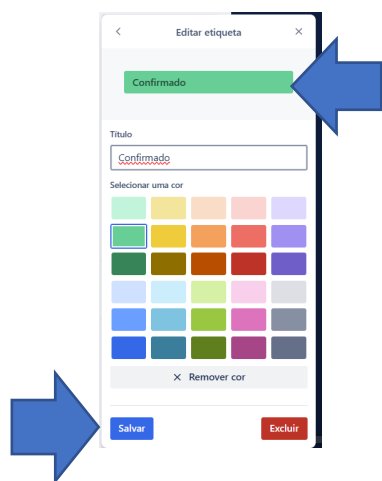 Editar etiqueta
Confirmado
Título
Confirmado
Selecionar uma cor
Remover cor
Salvar
Excluir